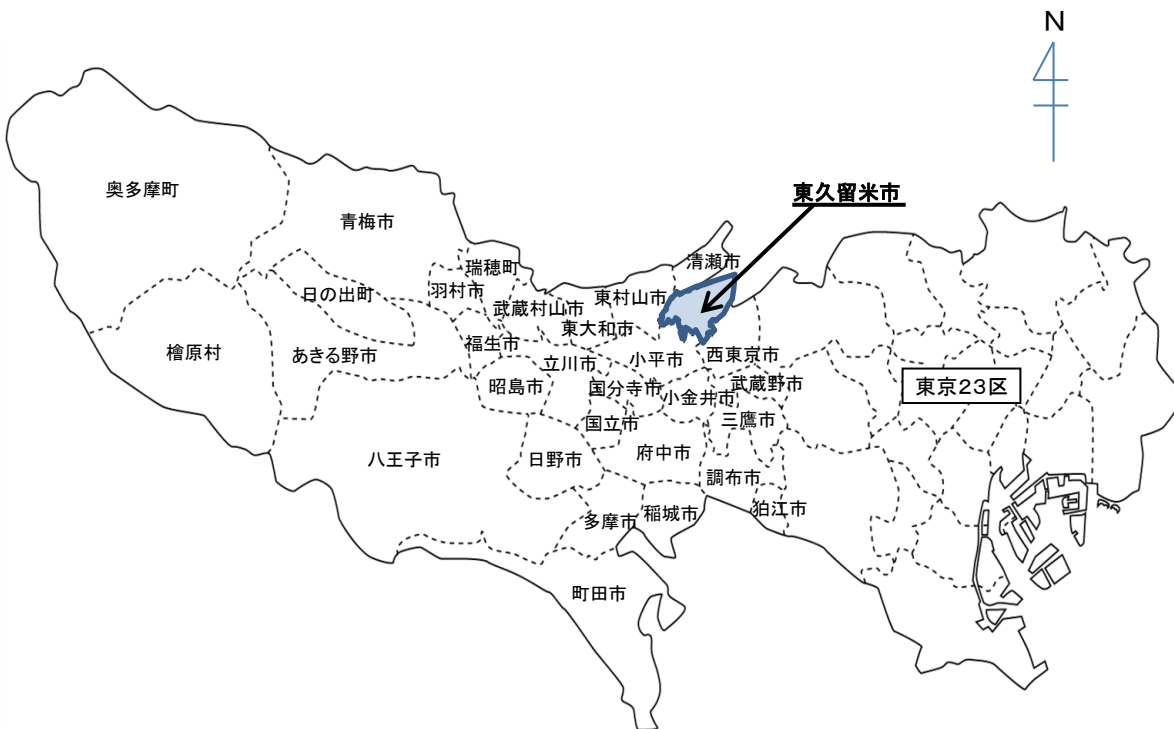 N
東久留米市
奥多摩町
青梅市
清瀬市
瑞穂町
羽村市
日の出町
武蔵村山市
東村山市
東大和市
檜原村
あきる野市
福生市
立川市
小平市
西東京市
昭島市
国分寺市
小金井市
武蔵野市
東京23区
国立市
三鷹市
八王子市
日野市
府中市
調布市
多摩市
稲城市
狛江市
町田市